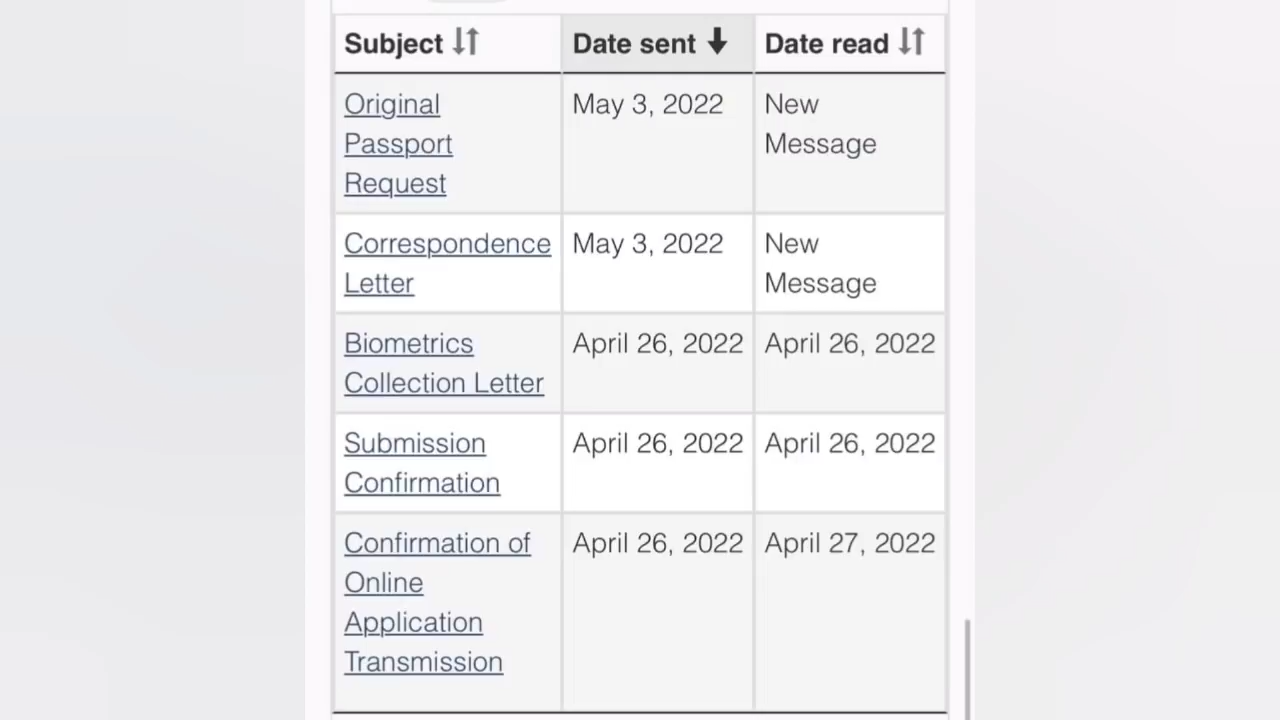 Subject Date sent Date read
Original May 3, 2022 New
Passport Message
Request
Correspondence May 3, 2022 New
Letter Message
Biometrics April 26, 2022 April 26, 2022
Collection Letter
Submission April 26, 2022 April 26, 2022
Confirmation
Confirmation of April 26, 2022 April 27, 2022
Online
Application
Transmission